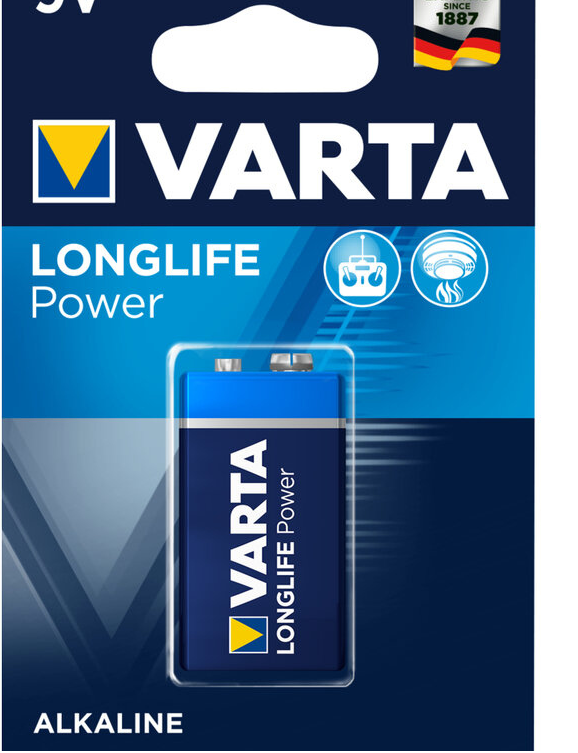 9V
SINCE
1887
VARTA
LONGLIFE
Power
VARTA
LONGLIFE Power
ALKALINE